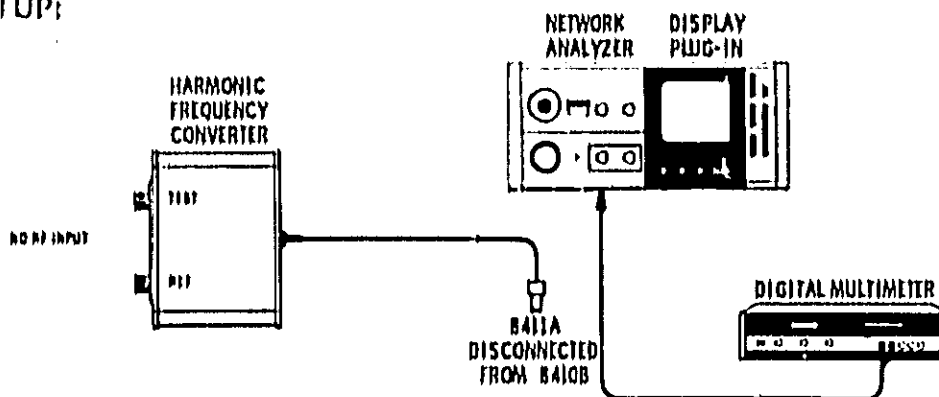 TUP:
NETWORK
ANALYZER
DISPLAY
PLUG-IN
HARMONIC
FREQUENCY
CONVERTER
TEST
NO RF INPUT
REF
8411A
DISCONNECTED
FROM 8410B
DIGITAL MULTIMETER